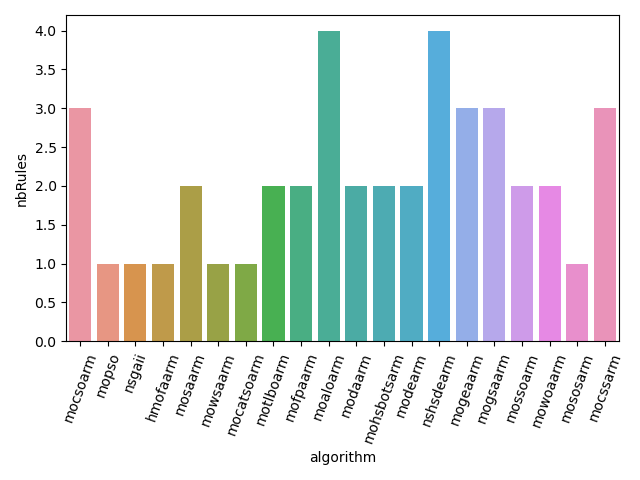 4.0
3.5
3.0
2.5
2.0
1.5
1.0
0.5
0.0
nbRules
mocsoarm
mopso
nsgaii
hmofaarm
mosaarm
mowsaarm
mocatsoarm
motlboarm
mofpaarm
moaloarm
modaarm
mohsbotsarm
modearm
nshsdearm
mogeaarm
mogsaarm
mossoarm
mowoaarm
mososarm
mocssarm
algorithm